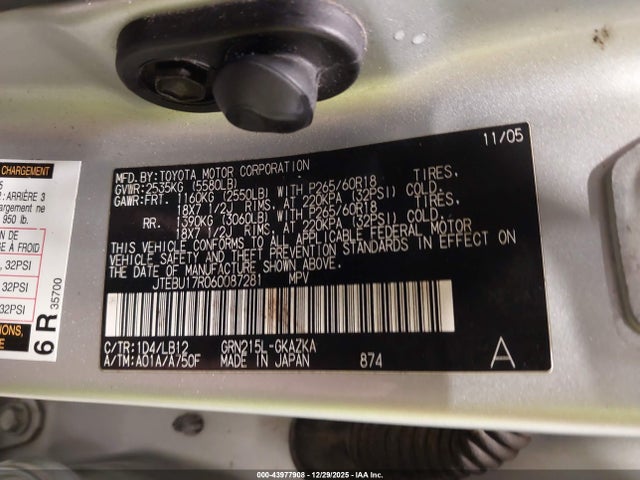 11/05
MFD. BY: TOYOTA MOTOR CORPORATION
GVWR: 2535KG (5580LB)
GAWR: FRT. 1160KG (2550LB) WITH P265/60R18 TIRES,
18X7 1/2J RIMS, AT 220KPA (32PSI) COLD.
RR. 1390KG (3060LB) WITH P265/60R18 TIRES,
18X7 1/2J RIMS, AT 220KPA (32PSI) COLD.
THIS VEHICLE CONFORMS TO ALL APPLICABLE FEDERAL MOTOR
VEHICLE SAFETY AND THEFT PREVENTION STANDARDS IN EFFECT ON
THE DATE OF MANUFACTURE SHOWN ABOVE.
JTEBU17R060087281 MPV
C/TR: 1D4/LB12 GRN215L-GKAZKA
A/TM: A01A/A750F MADE IN JAPAN 874 A
CHARGEMENT
: ARRIÈRE 3
argement ne
950 lb.
ON DE
E À FROID
, 32PSI
32PSI
32PSI
IONS,
6 R 35700
000-43977908 | 12/29/2025 | IAA Inc.